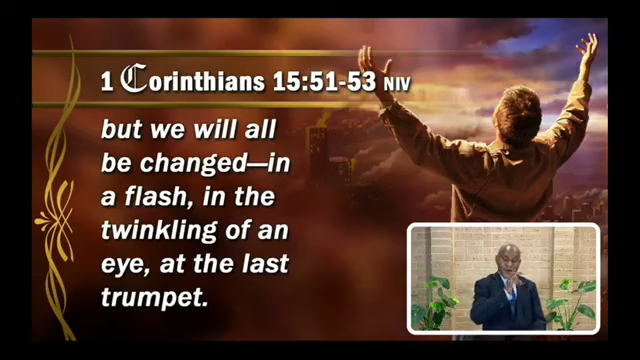 1 Corinthians 15:51-53 NIV
but we will all
be changed—in
a flash, in the
twinkling of an
eye, at the last
trumpet.